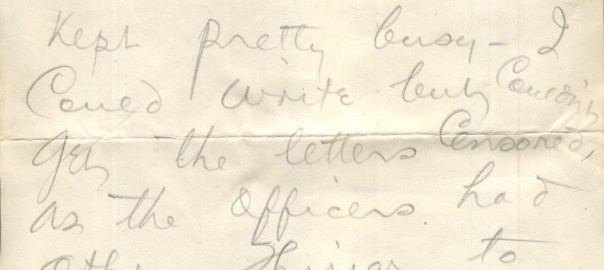 Kept pretty busy - I
Could write but Couldn't
get the letters Censored,
as the officers had
other things to